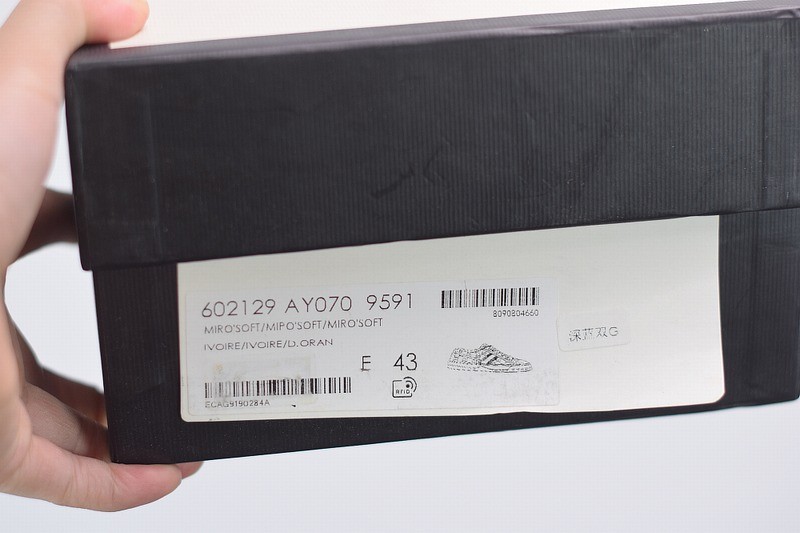 602129 AY070 9591
8090804660
MIRO'SOFT/MIPO'SOFT/MIRO'SOFT
IVOIRE/IVOIRE/D.ORAN
深蓝双G
E 43
RFID
ECAG9190284A